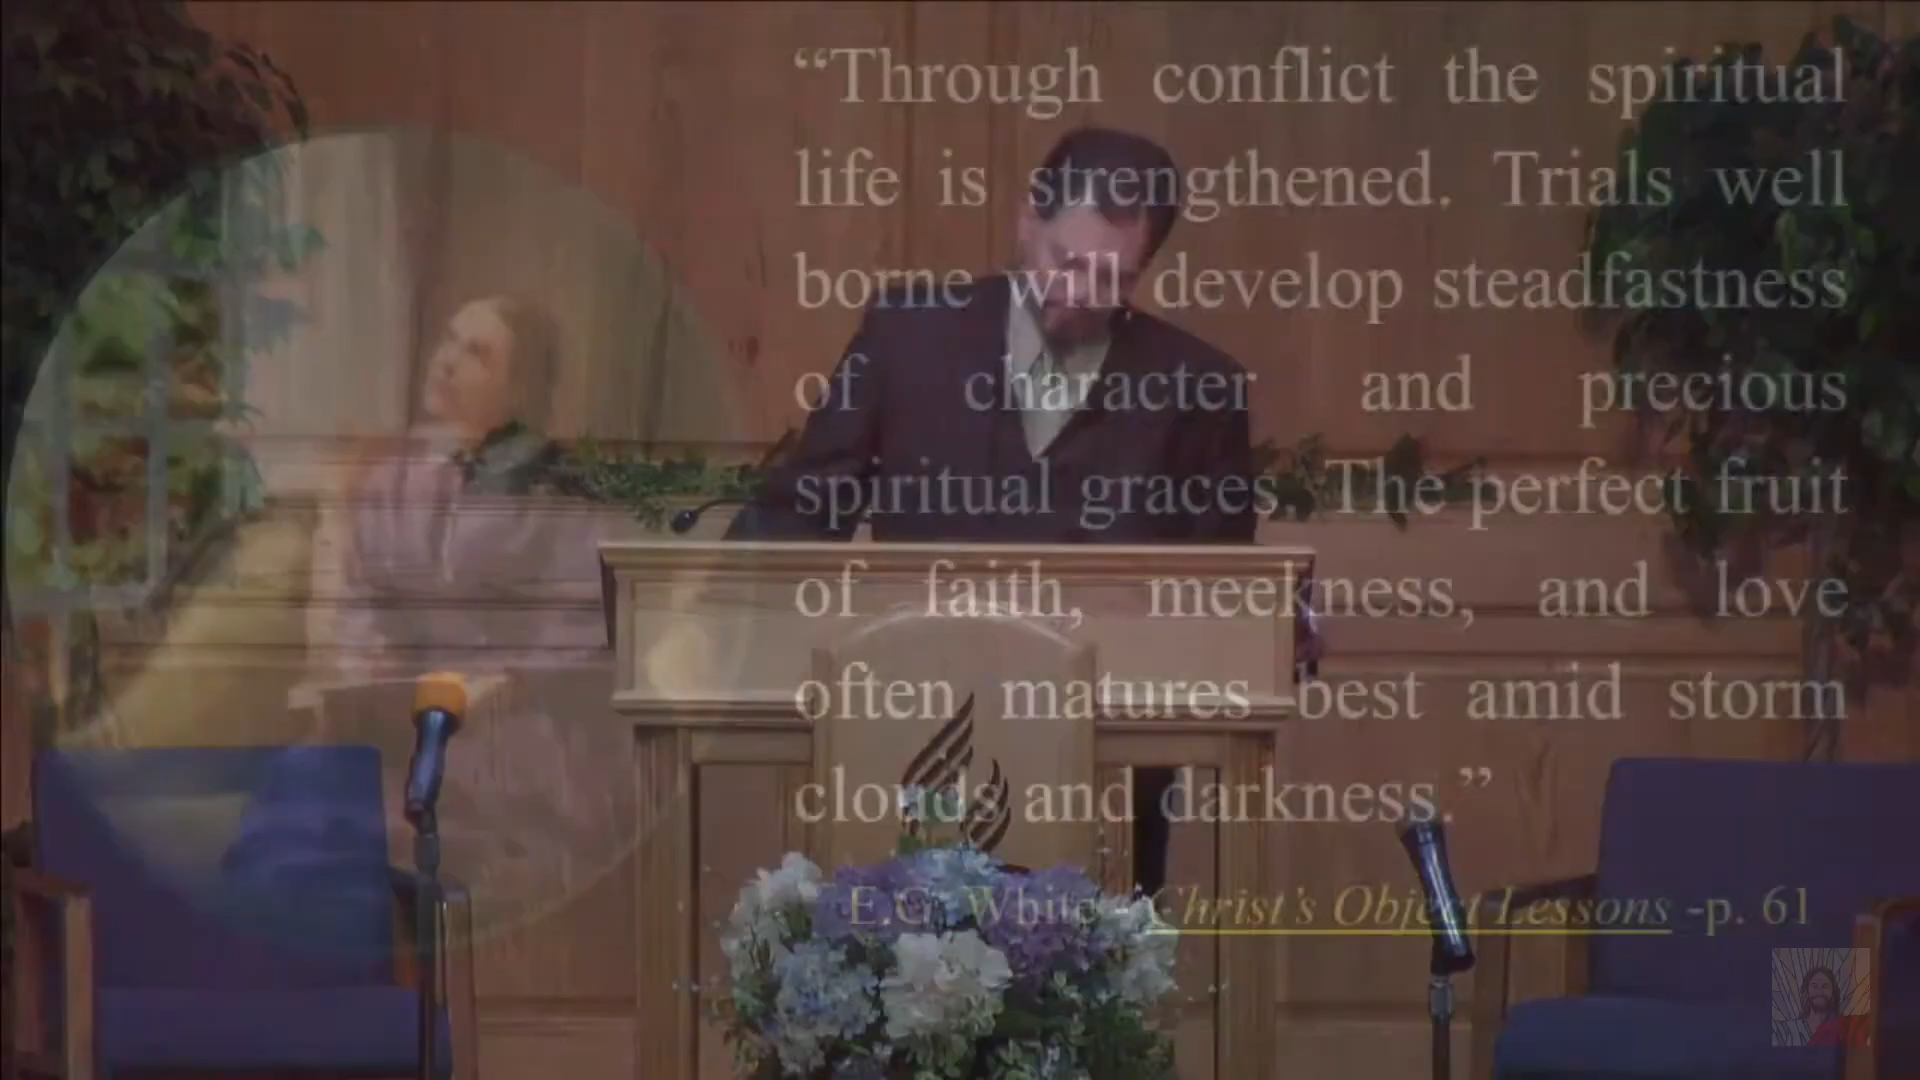 “Through conflict the spiritual
life is strengthened. Trials well
borne will develop steadfastness
of character and precious
spiritual graces. The perfect fruit
of faith, meekness, and love
often matures best amid storm
clouds and darkness.”
E.G. White - Christ’s Object Lessons -p. 61